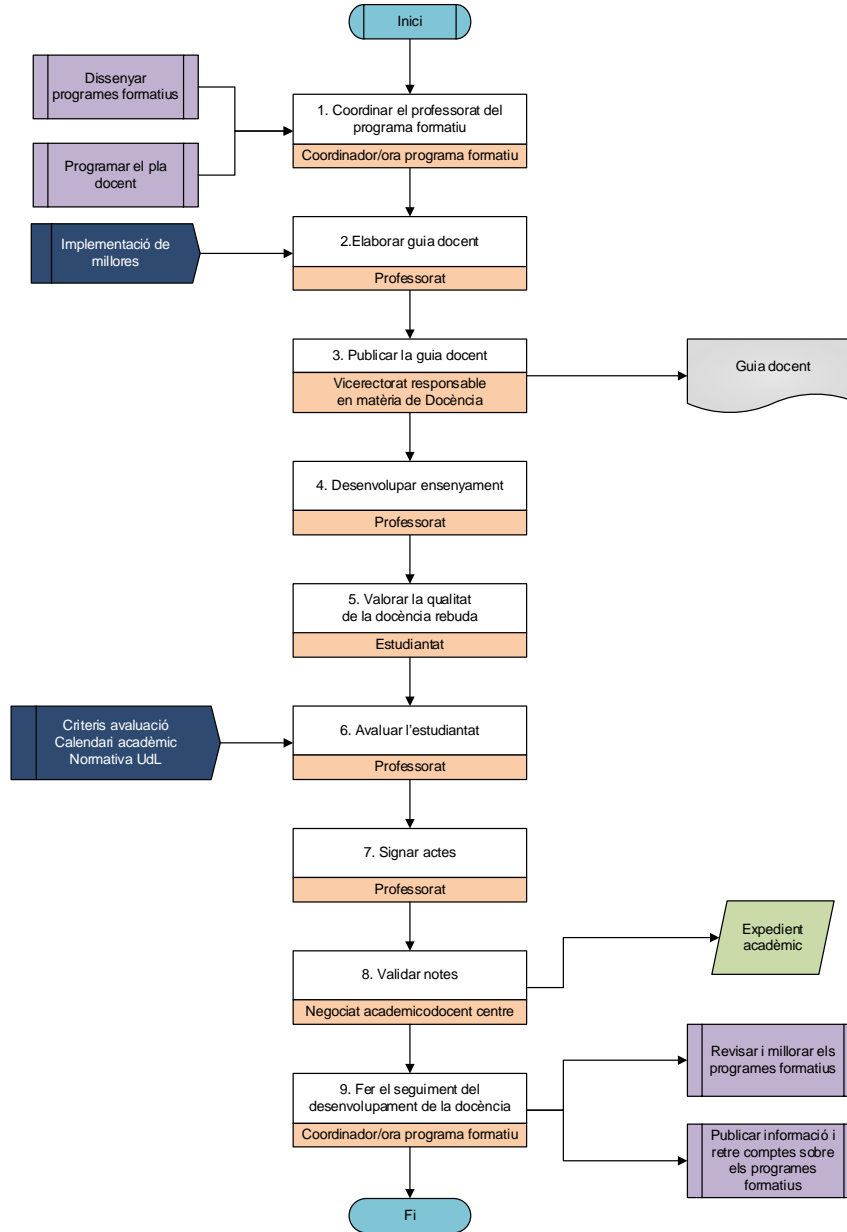 Inici
Dissenyar
programes formatius
Programar el pla
docent
1. Coordinar el professorat del
programa formatiu
Coordinador/ora programa formatiu
Implementació de
millores
2.Elaborar guia docent
Professorat
3. Publicar la guia docent
Vicerectorat responsable
en matèria de Docència
Guia docent
4. Desenvolupar ensenyament
Professorat
5. Valorar la qualitat
de la docència rebuda
Estudiantat
Criteris avaluació
Calendari acadèmic
Normativa UdL
6. Avaluar l'estudiantat
Professorat
7. Signar actes
Professorat
8. Validar notes
Negociat academicodocent centre
Expedient
acadèmic
9. Fer el seguiment del
desenvolupament de la docència
Coordinador/ora programa formatiu
Revisar i millorar els
programes formatius
Publicar informació i
retre comptes sobre
els programes
formatius
Fi